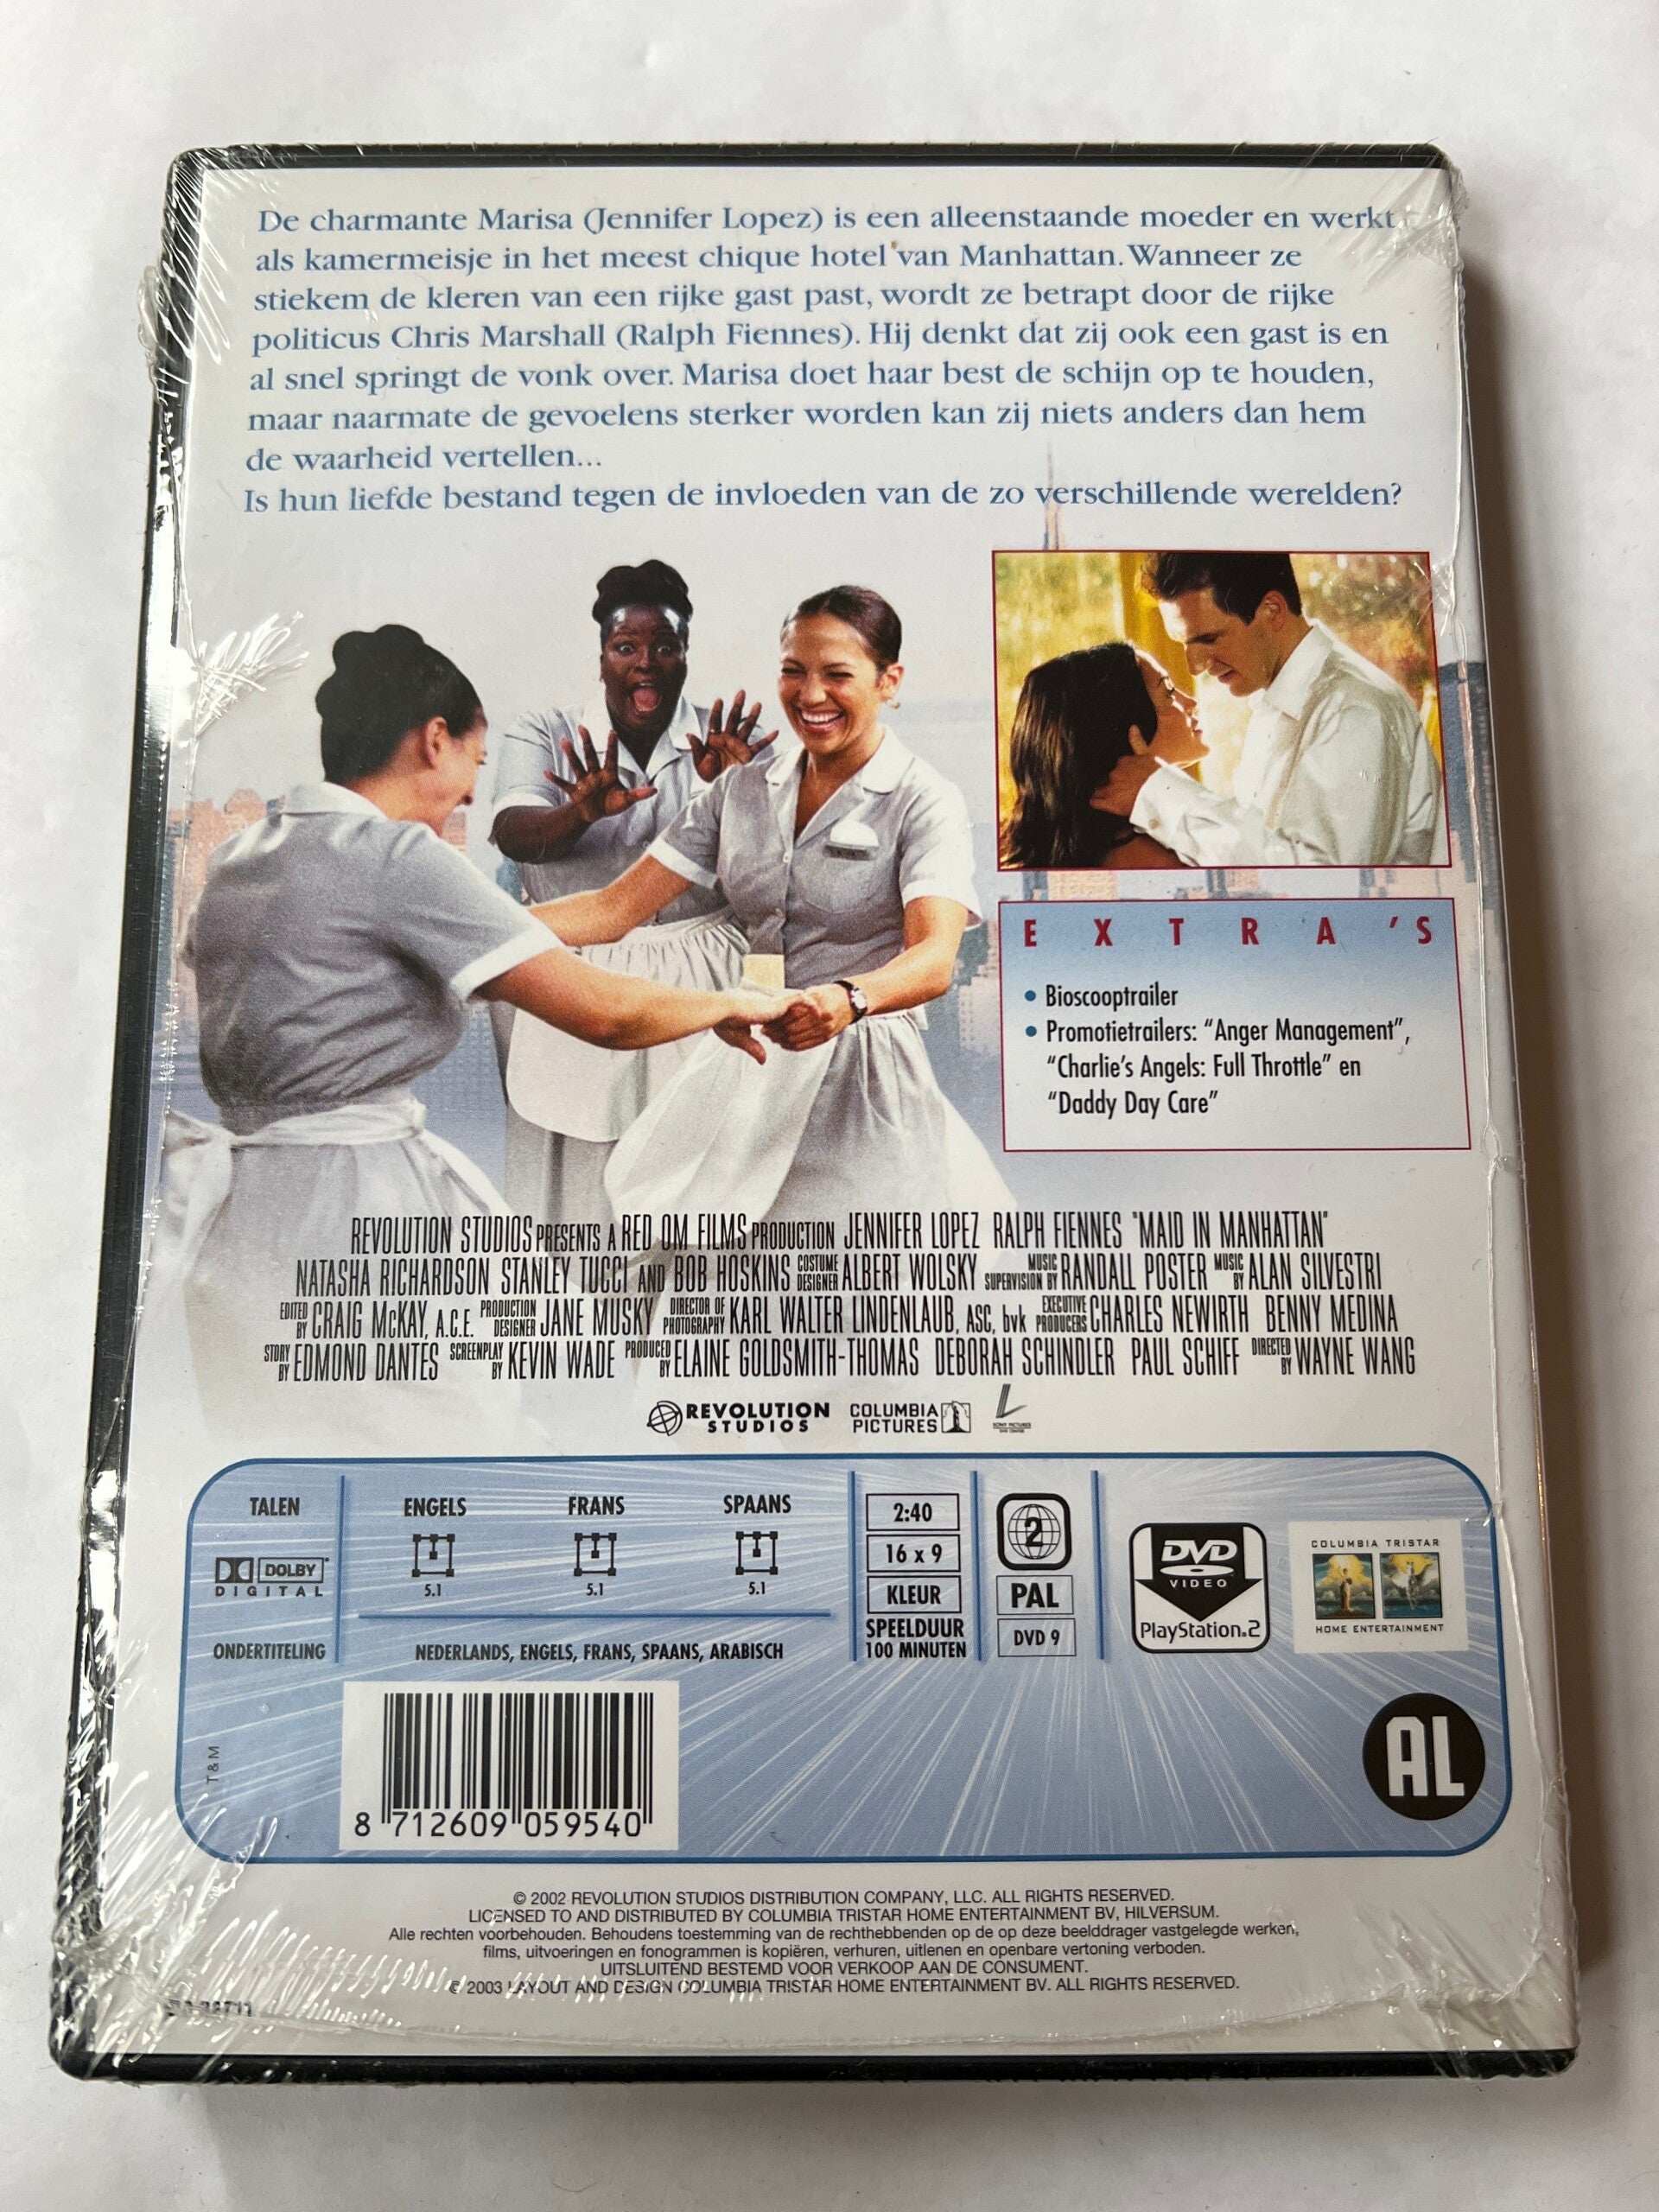 De charmante Marisa (Jennifer Lopez) is een alleenstaande moeder en werkt
als kamermeisje in het meest chique hotel van Manhattan. Wanneer ze
stiekem de kleren van een rijke gast past, wordt ze betrapt door de rijke
politicus Chris Marshall (Ralph Fiennes). Hij denkt dat zij ook een gast is en
al snel springt de vonk over. Marisa doet haar best de schijn op te houden,
maar naarmate de gevoelens sterker worden kan zij niets anders dan hem
de waarheid vertellen...
Is hun liefde bestand tegen de invloeden van de zo verschillende werelden?
EXTRA'S
• Bioscooptrailer
• Promotietrailers: "Anger Management",
"Charlie's Angels: Full Throttle" en
"Daddy Day Care"
REVOLUTION STUDIOS PRESENTS A RED OM FILMS PRODUCTION JENNIFER LOPEZ RALPH FIENNES "MAID IN MANHATTAN"
NATASHA RICHARDSON STANLEY TUCCI AND BOB HOSKINS COSTUME DESIGNER ALBERT WOLSKY MUSIC SUPERVISION BY RANDALL POSTER MUSIC BY ALAN SILVESTRI
EDITED BY CRAIG McKAY, A.C.E. PRODUCTION DESIGNER JANE MUSKY DIRECTOR OF PHOTOGRAPHY KARL WALTER LINDENLAUB, ASC, bvk EXECUTIVE PRODUCERS CHARLES NEWIRTH BENNY MEDINA
STORY BY EDMOND DANTES SCREENPLAY BY KEVIN WADE PRODUCED BY ELAINE GOLDSMITH-THOMAS DEBORAH SCHINDLER PAUL SCHIFF DIRECTED BY WAYNE WANG
REVOLUTION STUDIOS COLUMBIA PICTURES SONY PICTURES DVD CENTER
TALEN ENGELS FRANS SPAANS
DOLBY DIGITAL 5.1 5.1 5.1
ONDERTITELING NEDERLANDS, ENGELS, FRANS, SPAANS, ARABISCH
2:40
16 x 9
KLEUR
SPEELDUUR
100 MINUTEN
2
PAL
DVD 9
DVD
VIDEO
PlayStation.2
COLUMBIA TRISTAR
HOME ENTERTAINMENT
T&M
8 712609 059540
AL
© 2002 REVOLUTION STUDIOS DISTRIBUTION COMPANY, LLC. ALL RIGHTS RESERVED.
LICENSED TO AND DISTRIBUTED BY COLUMBIA TRISTAR HOME ENTERTAINMENT BV, HILVERSUM.
Alle rechten voorbehouden. Behoudens toestemming van de rechthebbenden op de op deze beelddrager vastgelegde werken,
films, uitvoeringen en fonogrammen is kopiëren, verhuren, uitlenen en openbare vertoning verboden.
UITSLUITEND BESTEMD VOOR VERKOOP AAN DE CONSUMENT.
© 2003 LAYOUT AND DESIGN COLUMBIA TRISTAR HOME ENTERTAINMENT BV. ALL RIGHTS RESERVED.